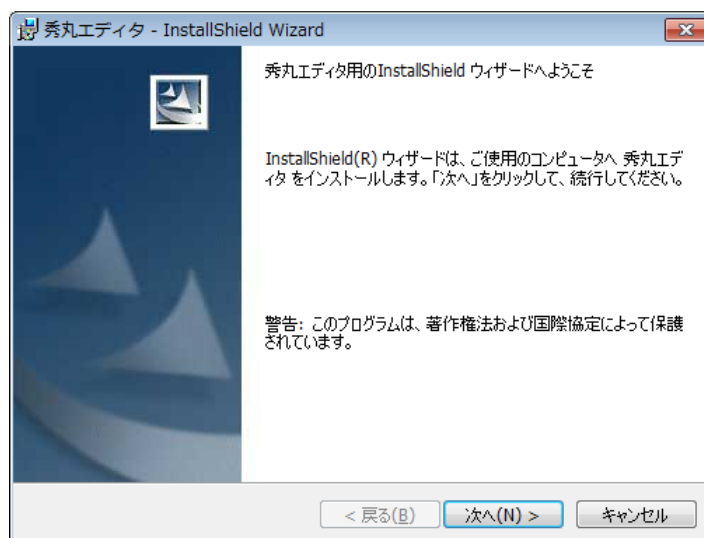 秀丸エディタ - InstallShield Wizard
秀丸エディタ用のInstallShield ウィザードへようこそ
InstallShield(R) ウィザードは、ご使用のコンピュータへ 秀丸エデ
ィタ をインストールします。「次へ」をクリックして、続行してください。
警告: このプログラムは、著作権法および国際協定によって保護
されています。
< 戻る(B)
次へ(N) >
キャンセル